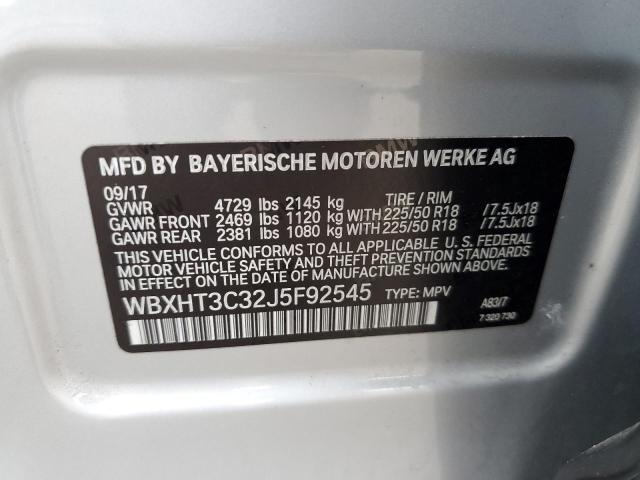 MFD BY BAYERISCHE MOTOREN WERKE AG
09/17
GVWR 4729 lbs 2145 kg TIRE / RIM
GAWR FRONT 2469 lbs 1120 kg WITH 225/50 R18 /7.5Jx18
GAWR REAR 2381 lbs 1080 kg WITH 225/50 R18 /7.5Jx18
THIS VEHICLE CONFORMS TO ALL APPLICABLE U. S. FEDERAL
MOTOR VEHICLE SAFETY AND THEFT PREVENTION STANDARDS
IN EFFECT ON THE DATE OF MANUFACTURE SHOWN ABOVE.
WBXHT3C32J5F92545 TYPE: MPV A83/7
7 320 730